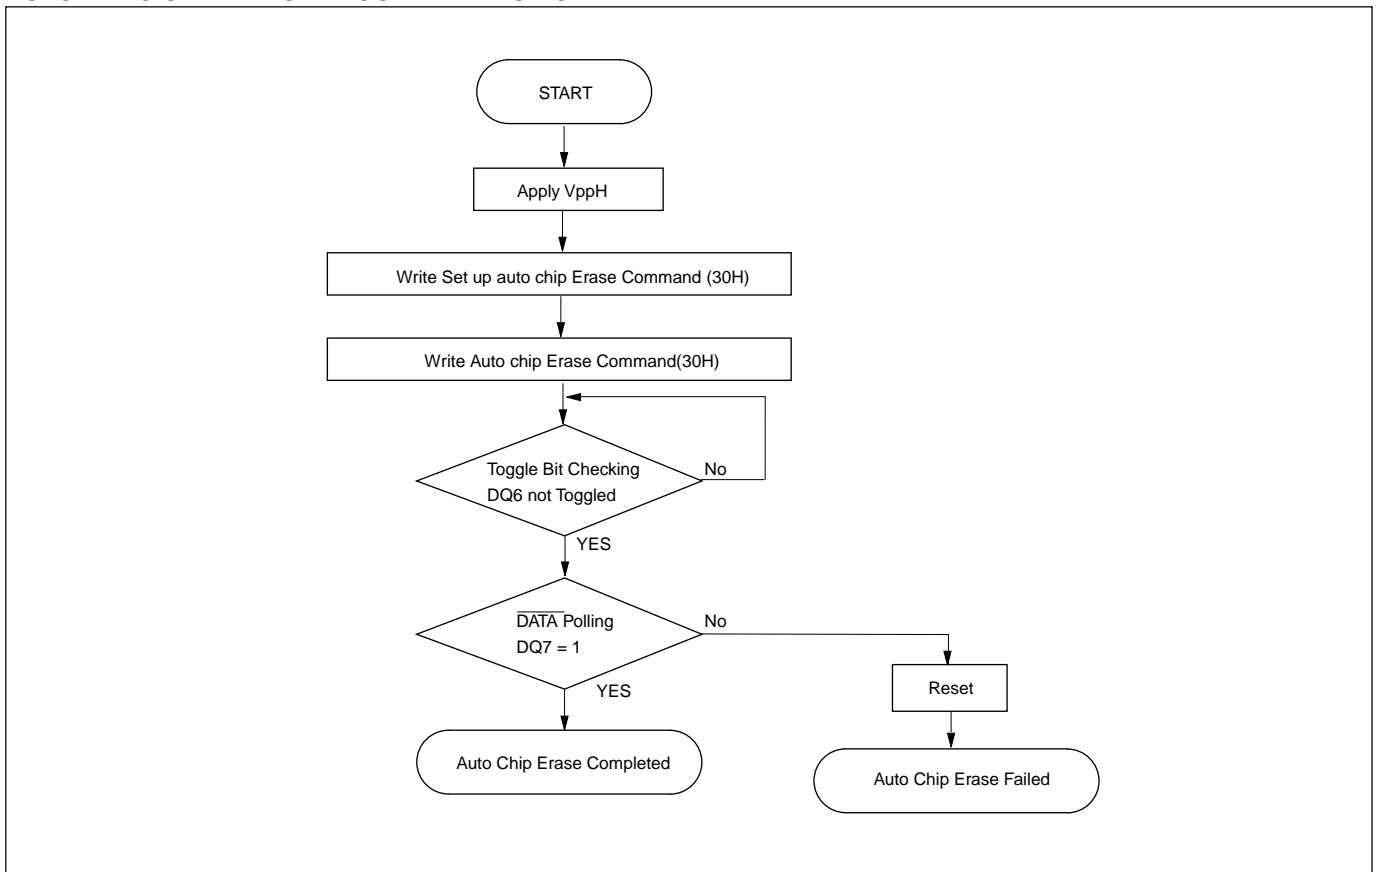 START
Apply VppH
Write Set up auto chip Erase Command (30H)
Write Auto chip Erase Command(30H)
Toggle Bit Checking
DQ6 not Toggled
No
YES
DATA Polling
DQ7 = 1
No
YES
Reset
Auto Chip Erase Completed
Auto Chip Erase Failed